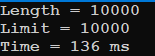 Length = 10000
Limit = 10000
Time = 136 ms